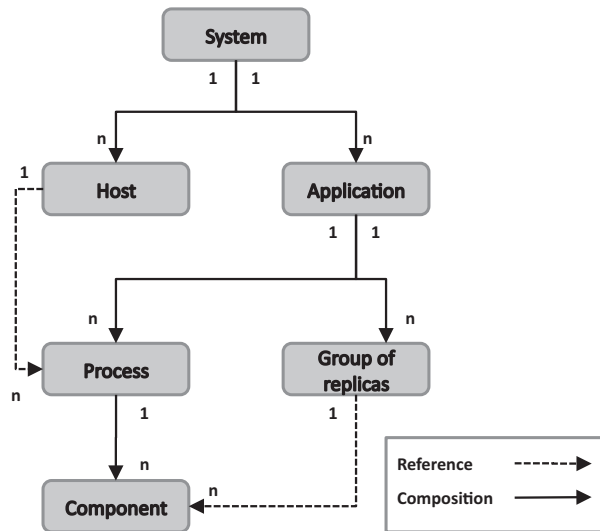 System
1 1
n n
1
Host Application
1 1
n n
Process Group of
replicas
n
1 1
n n
Component
Reference
Composition